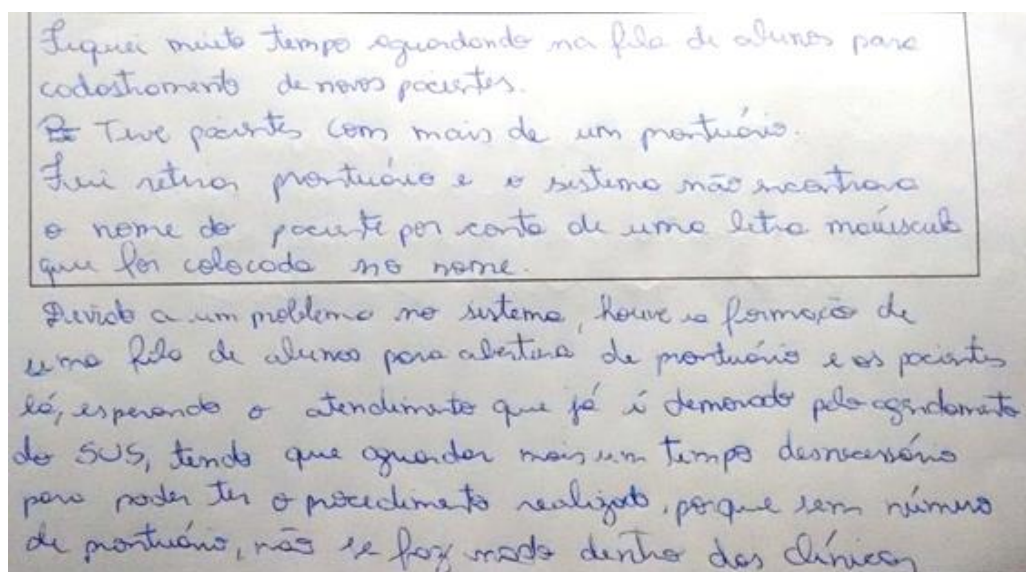 Fiquei muito tempo aguardando na fila de alunos para
cadastramento de novos pacientes.
Tive pacientes com mais de um prontuário.
Fui retirar prontuário e o sistema não encontrava
o nome do paciente por conta de uma letra maiúscula
que foi colocada no nome.
Devido a um problema no sistema, houve a formação de
uma fila de alunos para abertura de prontuário e os pacientes
lá, esperando o atendimento que já é demorado pelo agendamento
do SUS, tendo que aguardar mais um tempo desnecessário
para poder ter o procedimento realizado, porque sem número
de prontuário, não se faz nada dentro das clínicas